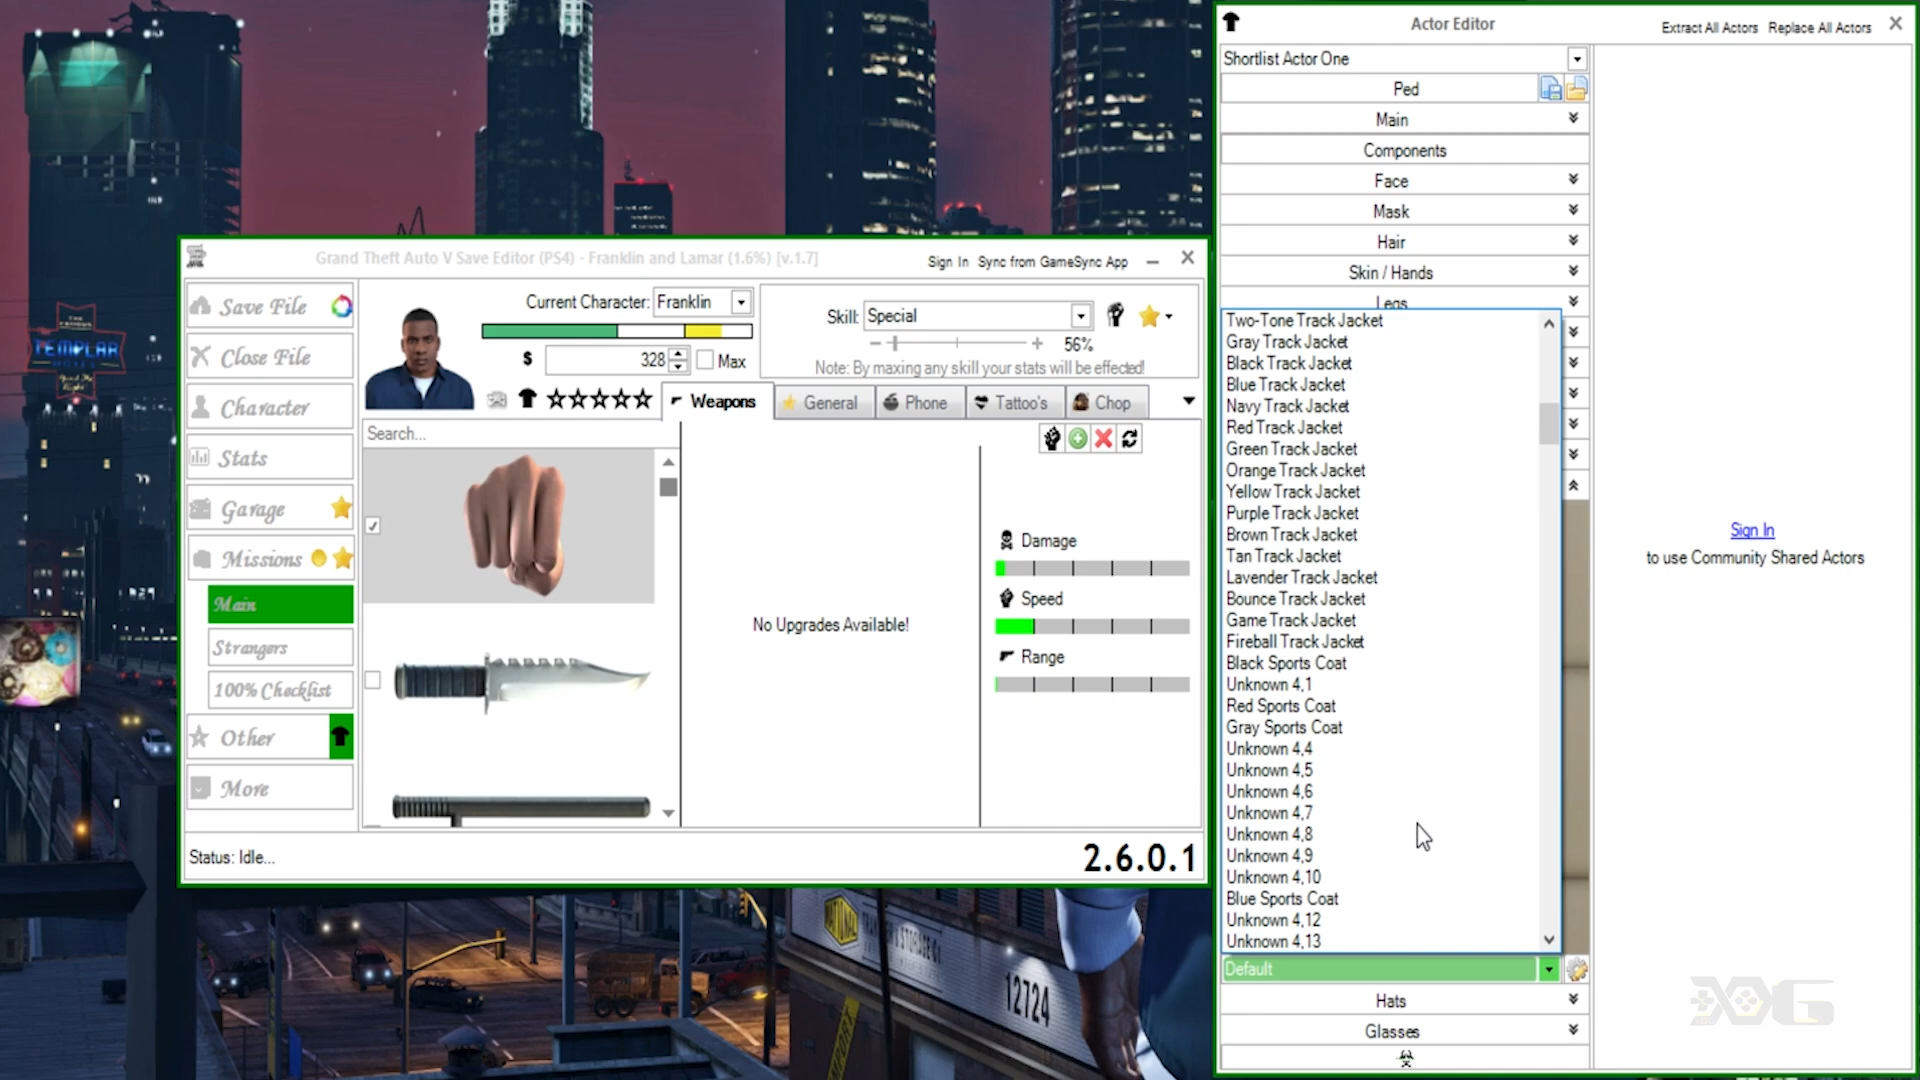 Actor Editor
Extract All Actors Replace All Actors
Shortlist Actor One
Ped
Main
Components
Face
Mask
Hair
Skin / Hands
Legs
Two-Tone Track Jacket
Gray Track Jacket
Black Track Jacket
Blue Track Jacket
Navy Track Jacket
Red Track Jacket
Green Track Jacket
Orange Track Jacket
Yellow Track Jacket
Purple Track Jacket
Brown Track Jacket
Tan Track Jacket
Lavender Track Jacket
Bounce Track Jacket
Game Track Jacket
Fireball Track Jacket
Black Sports Coat
Unknown 4,1
Red Sports Coat
Gray Sports Coat
Unknown 4,4
Unknown 4,5
Unknown 4,6
Unknown 4,7
Unknown 4,8
Unknown 4,9
Unknown 4,10
Blue Sports Coat
Unknown 4,12
Unknown 4,13
Default
Hats
Glasses
Sign In
to use Community Shared Actors
Grand Theft Auto V Save Editor (PS4) - Franklin and Lamar (1.6%) [v.1.7]
Sign In Sync from GameSync App
Save File
Close File
Character
Stats
Garage
Missions
Main
Strangers
100% Checklist
Other
More
Current Character: Franklin
$ 328 Max
Skill: Special
56%
Note: By maxing any skill your stats will be effected!
Weapons General Phone Tattoo's Chop
Search...
No Upgrades Available!
Damage
Speed
Range
Status: Idle...
2.6.0.1
TEMPLAR
NATIONAL
12724
XG